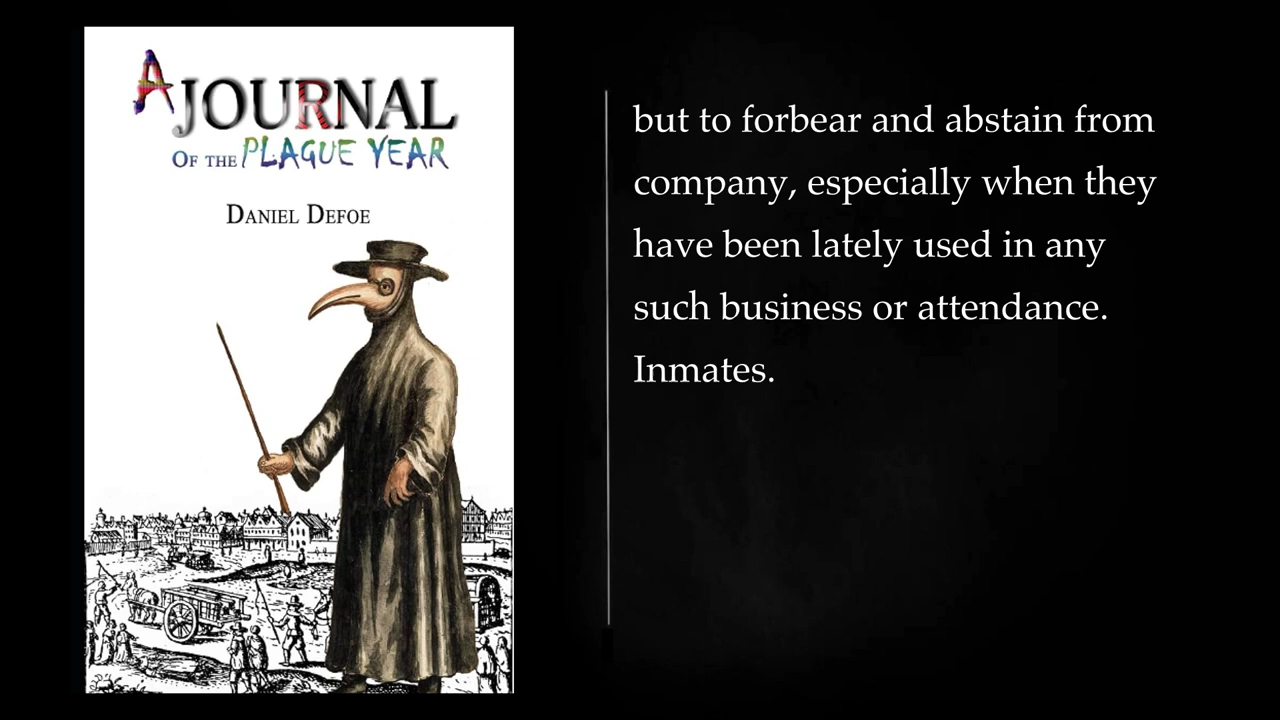 A JOURNAL
OF THE PLAGUE YEAR
DANIEL DEFOE
but to forbear and abstain from
company, especially when they
have been lately used in any
such business or attendance.
Inmates.